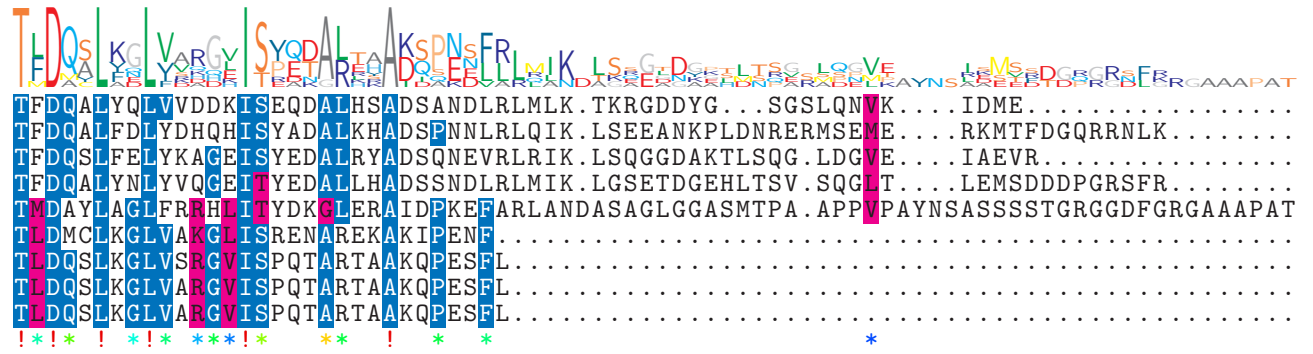 TFDQALYQLVVDDKISEQDALHSADSANDLRLMLK.TKRGDDYG...SGSLQNVK....IDME.................
TFDQALFDLYDHQHISYADALKHADSPNNLRLQIK.LSEEANKPLDNRERMSEME....RKMTFDGQRRNLK........
TFDQSLFELYKAGEISYEDALRYADSQNEVRLRIK.LSQGGDAKTLSQG.LDGVE....IAEVR................
TFDQALYNLYVQGEITYEDALLHADSSNDLRLMIK.LGSETDGEHLTSV.SQGLT....LEMSDDDPGRSFR........
TMDAYLAGLFRRHLITYDKGLERAIDPKEFARLANDASAGLGGASMTPA.APPVPAYNSASSSSTGRGGDFGRGAAAPAT
TLDMCLKGLVAKGLISRENAREKAKIPENF..................................................
TLDQSLKGLVSRGVISPQTARTAAKQPESFL.................................................
TLDQSLKGLVARGVISPQTARTAAKQPESFL.................................................
TLDQSLKGLVARGVISPQTARTAAKQPESFL.................................................
!*!* ! *!* ****!*   **  !  *  *                       *